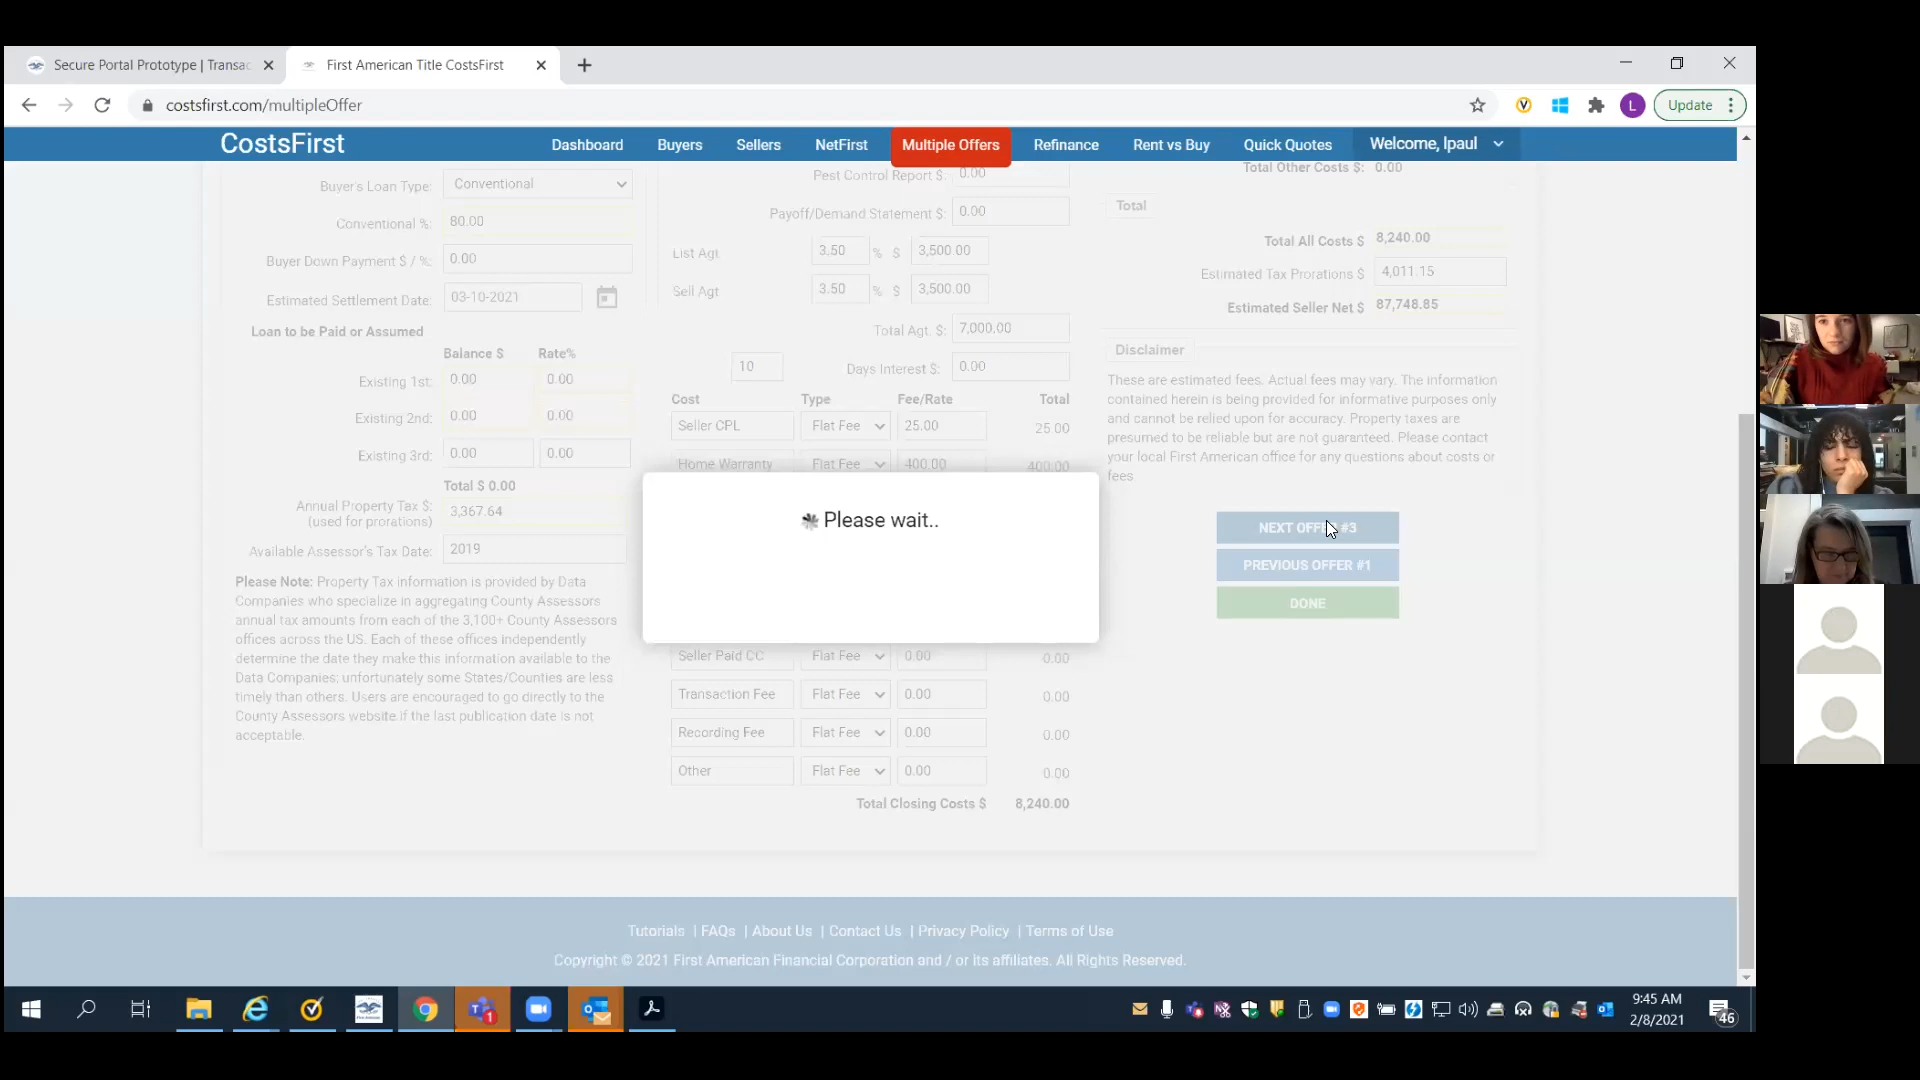 Secure Portal Prototype | Transac
First American Title CostsFirst
costsfirst.com/multipleOffer
L
Update
CostsFirst
Dashboard
Buyers
Sellers
NetFirst
Multiple Offers
Refinance
Rent vs Buy
Quick Quotes
Welcome, lpaul
Buyer's Loan Type: Conventional
Conventional %: 80.00
Buyer Down Payment $ / %: 0.00
Estimated Settlement Date: 03-10-2021
Loan to be Paid or Assumed
Balance $ Rate%
Existing 1st: 0.00 0.00
Existing 2nd: 0.00 0.00
Existing 3rd: 0.00 0.00
Total $ 0.00
Annual Property Tax $: 3,367.64
(used for prorations)
Available Assessor's Tax Date: 2019
Please Note: Property Tax information is provided by Data
Companies who specialize in aggregating County Assessors
annual tax amounts from each of the 3,100+ County Assessors
offices across the US. Each of these offices independently
determine the date they make this information available to the
Data Companies; unfortunately some States/Counties are less
timely than others. Users are encouraged to go directly to the
County Assessors website if the last publication date is not
acceptable.
Pest Control Report $: 0.00
Payoff/Demand Statement $: 0.00
List Agt 3.50 % $ 3,500.00
Sell Agt 3.50 % $ 3,500.00
Total Agt. $: 7,000.00
10 Days Interest $: 0.00
Cost Type Fee/Rate Total
Seller CPL Flat Fee 25.00 25.00
Home Warranty Flat Fee 400.00 400.00
Please wait..
Seller Paid CC Flat Fee 0.00 0.00
Transaction Fee Flat Fee 0.00 0.00
Recording Fee Flat Fee 0.00 0.00
Other Flat Fee 0.00 0.00
Total Closing Costs $ 8,240.00
Total Other Costs $: 0.00
Total
Total All Costs $ 8,240.00
Estimated Tax Prorations $ 4,011.15
Estimated Seller Net $ 87,748.85
Disclaimer
These are estimated fees. Actual fees may vary. The information
contained herein is being provided for informative purposes only
and cannot be relied upon for accuracy. Property taxes are
presumed to be reliable but are not guaranteed. Please contact
your local First American office for any questions about costs or
fees
NEXT OFFER #3
PREVIOUS OFFER #1
DONE
Tutorials | FAQs | About Us | Contact Us | Privacy Policy | Terms of Use
Copyright © 2021 First American Financial Corporation and / or its affiliates. All Rights Reserved.
1
9:45 AM
2/8/2021
46